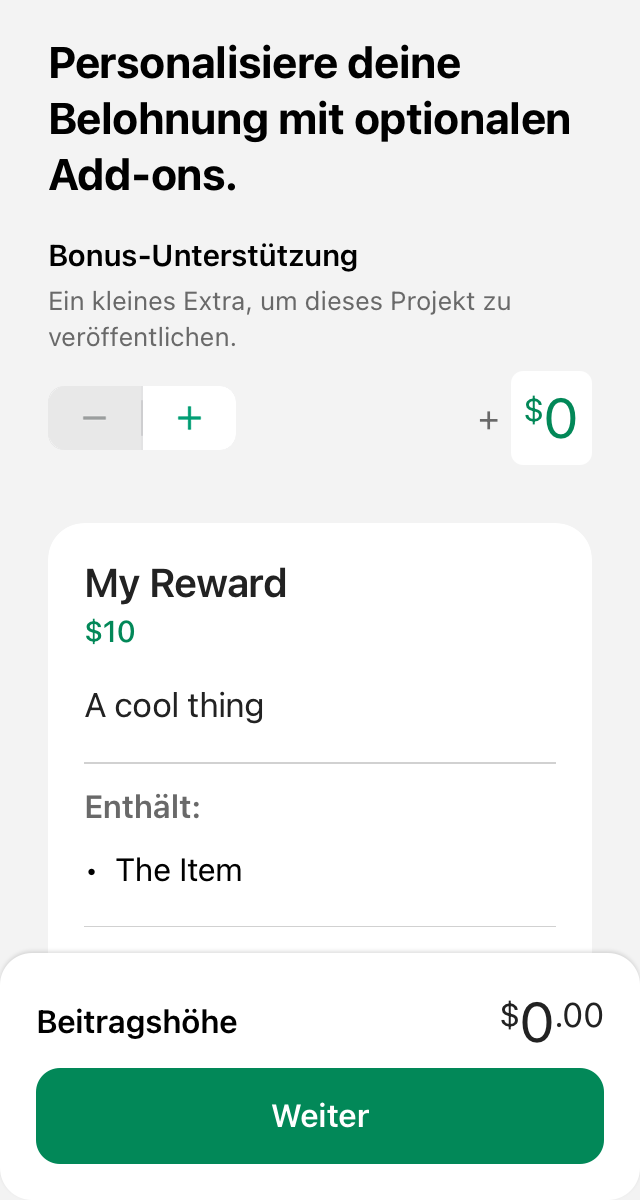 Personalisiere deine
Belohnung mit optionalen
Add-ons.
Bonus-Unterstützung
Ein kleines Extra, um dieses Projekt zu
veröffentlichen.
− + + $0
My Reward
$10
A cool thing
Enthält:
• The Item
Beitragshöhe $0.00
Weiter